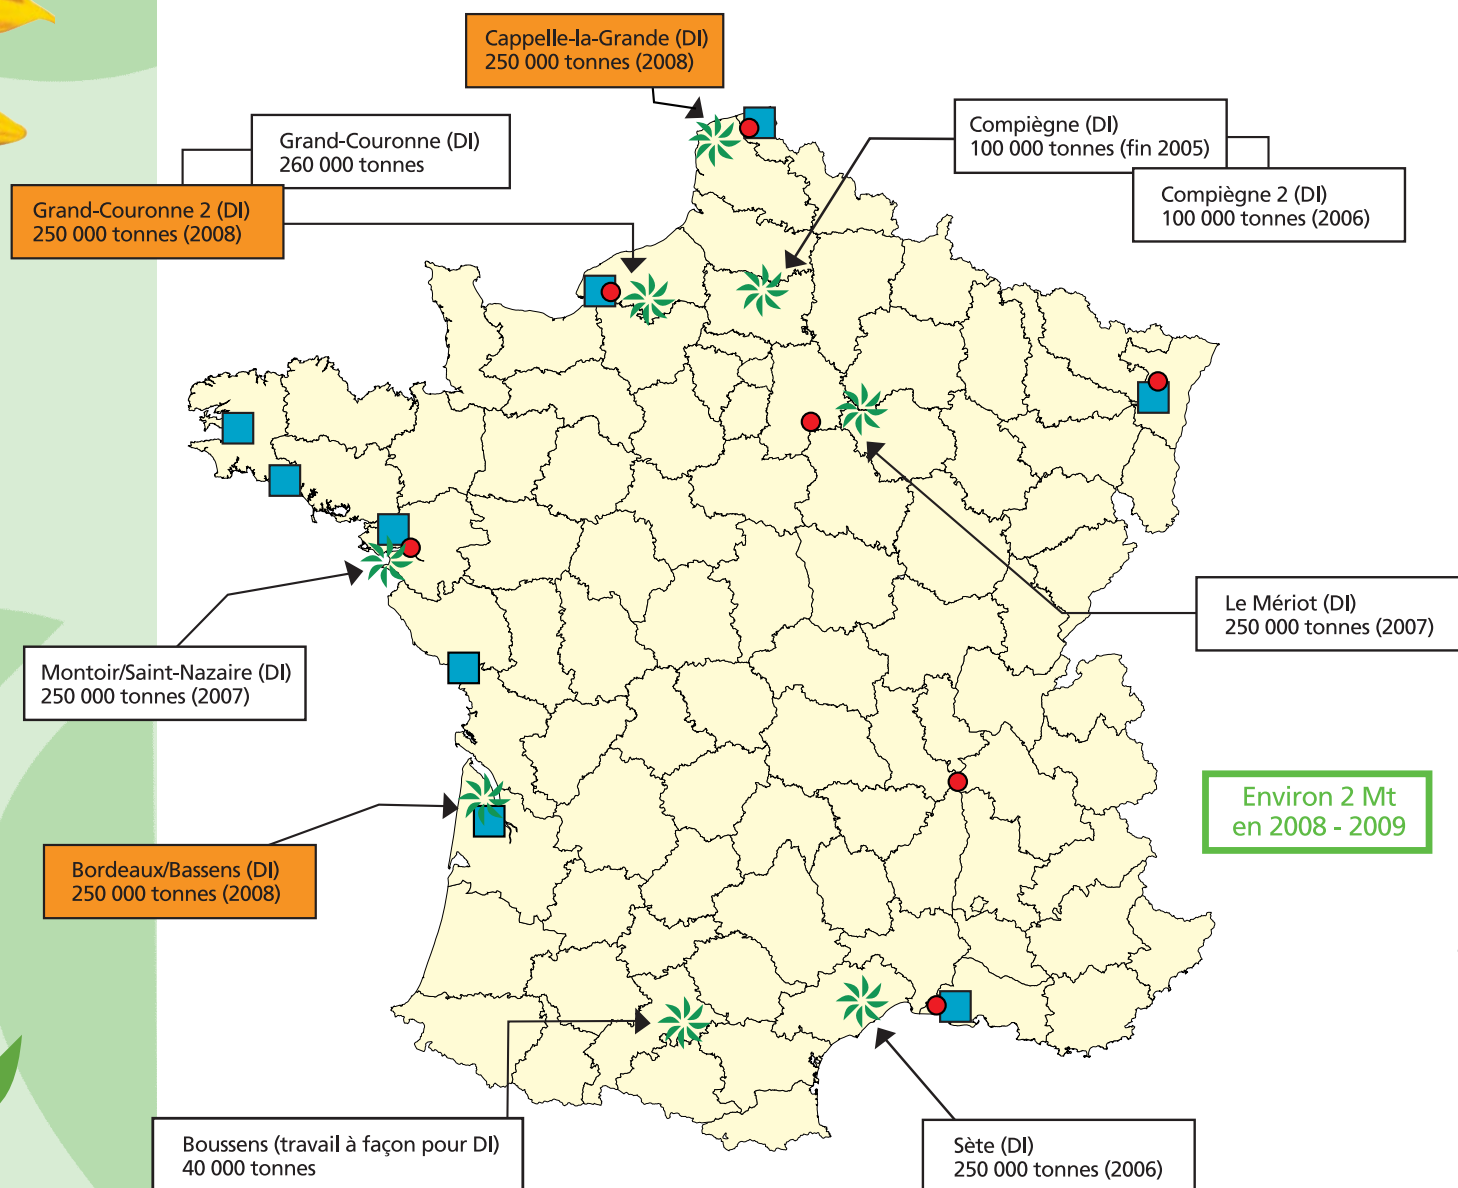 Cappelle-la-Grande (DI)
250 000 tonnes (2008)
Grand-Couronne (DI)
260 000 tonnes
Compiègne (DI)
100 000 tonnes (fin 2005)
Grand-Couronne 2 (DI)
250 000 tonnes (2008)
Compiègne 2 (DI)
100 000 tonnes (2006)
Le Mériot (DI)
250 000 tonnes (2007)
Montoir/Saint-Nazaire (DI)
250 000 tonnes (2007)
Environ 2 Mt
en 2008 - 2009
Bordeaux/Bassens (DI)
250 000 tonnes (2008)
Boussens (travail à façon pour DI)
40 000 tonnes
Sète (DI)
250 000 tonnes (2006)